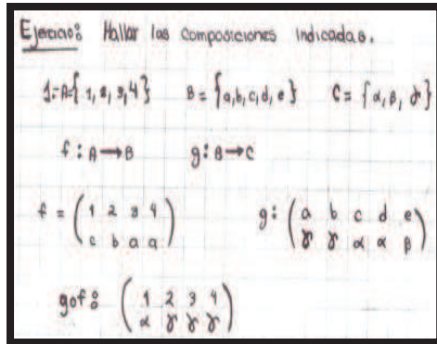 Ejercicio: Hallar las composiciones indicadas.
1:A={1,2,3,4} B={a,b,c,d,e} C={α,β,γ}
f:A→B g:B→C
f=(1 2 3 4 g:(a b c d e
c b a a) γ γ α α β)
gof: (1 2 3 4
α γ γ γ)